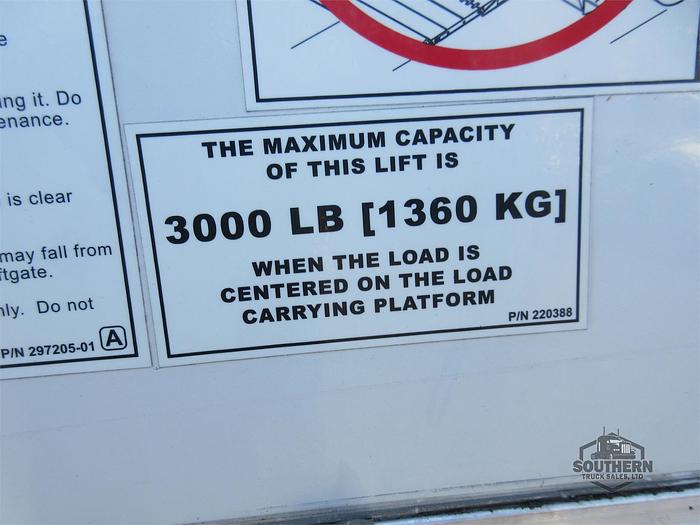 ing it. Do
enance.
is clear
may fall from
ftgate.
Do not
P/N 297205-01 A
THE MAXIMUM CAPACITY
OF THIS LIFT IS
3000 LB [1360 KG]
WHEN THE LOAD IS
CENTERED ON THE LOAD
CARRYING PLATFORM
P/N 220388
SOUTHERN
TRUCK SALES, LTD